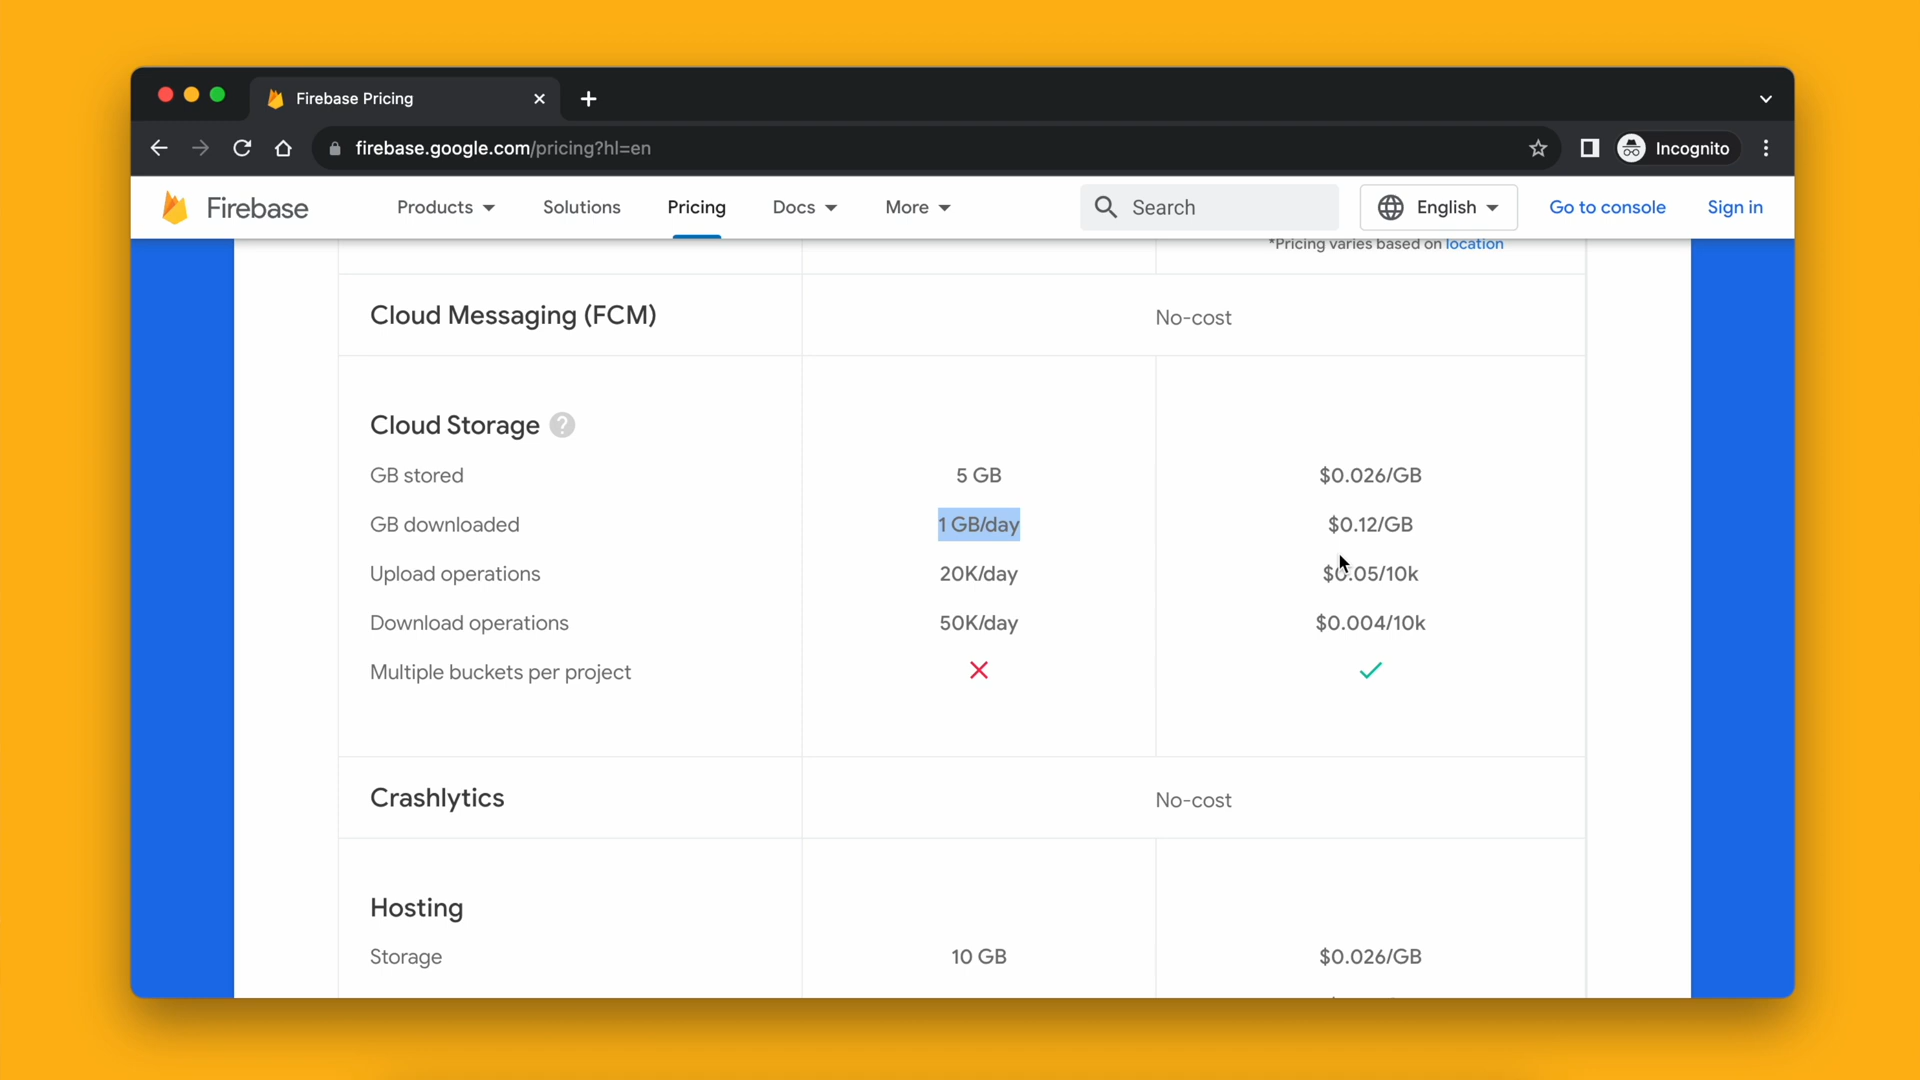 Firebase Pricing
firebase.google.com/pricing?hl=en
Incognito
Firebase
Products
Solutions
Pricing
Docs
More
Search
English
Go to console
Sign in
*Pricing varies based on location
Cloud Messaging (FCM)
No-cost
Cloud Storage ?
GB stored
5 GB
$0.026/GB
GB downloaded
1 GB/day
$0.12/GB
Upload operations
20K/day
$0.05/10k
Download operations
50K/day
$0.004/10k
Multiple buckets per project
Crashlytics
No-cost
Hosting
Storage
10 GB
$0.026/GB